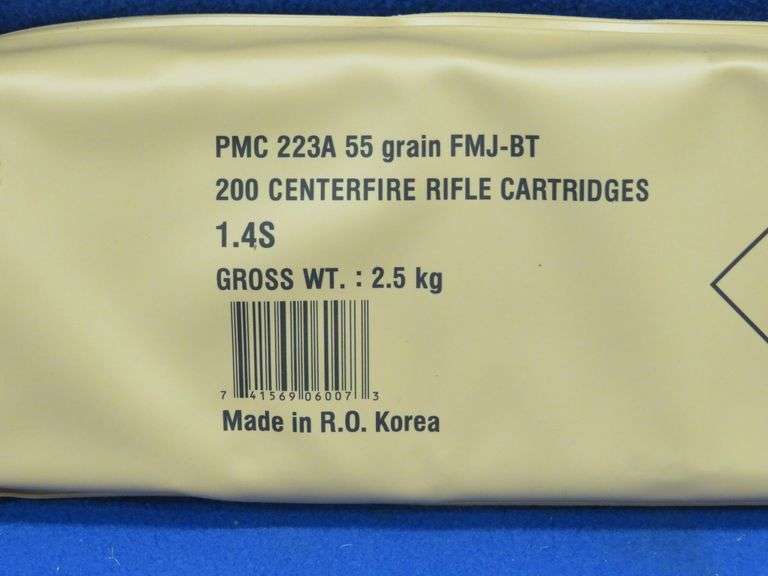 PMC 223A 55 grain FMJ-BT
200 CENTERFIRE RIFLE CARTRIDGES
1.4S
GROSS WT. : 2.5 kg
7 41569 06007 3
Made in R.O. Korea